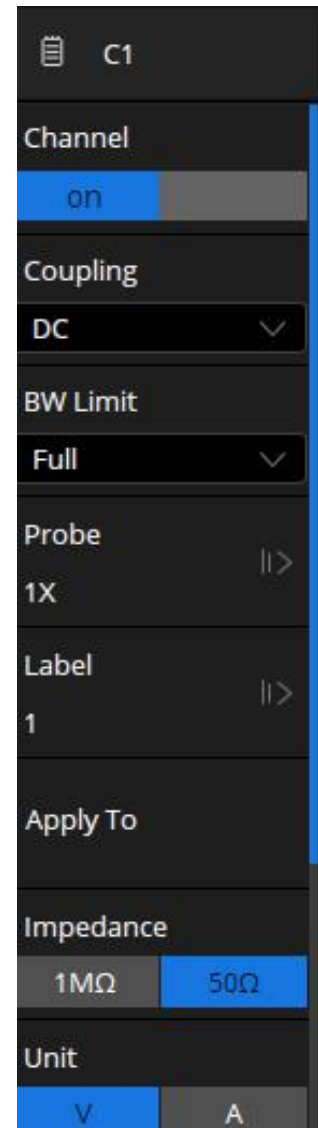 C1
Channel
on
Coupling
DC
BW Limit
Full
Probe
1X
Label
1
Apply To
Impedance
1MΩ 50Ω
Unit
V A